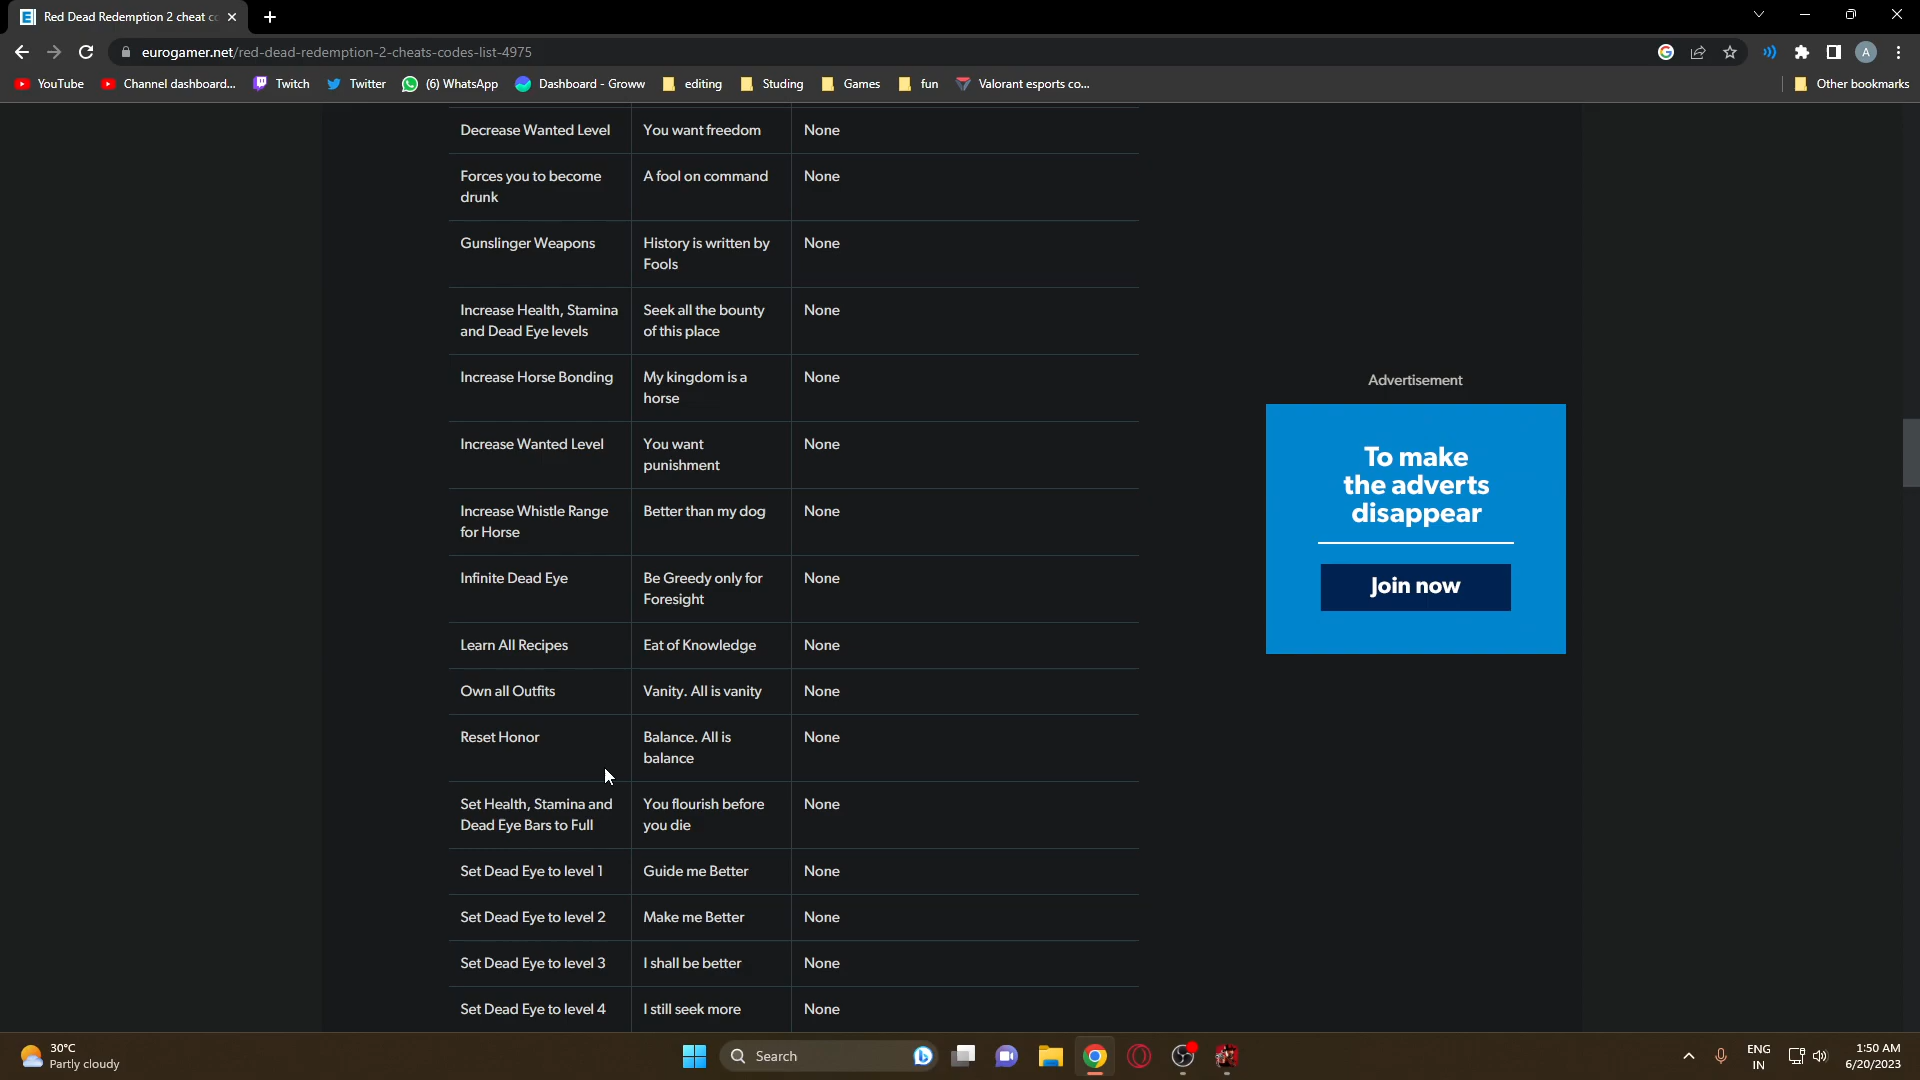 Red Dead Redemption 2 cheat co
eurogamer.net/red-dead-redemption-2-cheats-codes-list-4975
A
YouTube
Channel dashboard...
Twitch
Twitter
(6) WhatsApp
Dashboard - Groww
editing
Studing
Games
fun
Valorant esports co...
Other bookmarks
Decrease Wanted Level
You want freedom
None
Forces you to become
drunk
A fool on command
None
Gunslinger Weapons
History is written by
Fools
None
Increase Health, Stamina
and Dead Eye levels
Seek all the bounty
of this place
None
Increase Horse Bonding
My kingdom is a
horse
None
Increase Wanted Level
You want
punishment
None
Increase Whistle Range
for Horse
Better than my dog
None
Infinite Dead Eye
Be Greedy only for
Foresight
None
Learn All Recipes
Eat of Knowledge
None
Own all Outfits
Vanity. All is vanity
None
Reset Honor
Balance. All is
balance
None
Set Health, Stamina and
Dead Eye Bars to Full
You flourish before
you die
None
Set Dead Eye to level 1
Guide me Better
None
Set Dead Eye to level 2
Make me Better
None
Set Dead Eye to level 3
I shall be better
None
Set Dead Eye to level 4
I still seek more
None
Advertisement
To make
the adverts
disappear
Join now
30°C
Partly cloudy
Search
ENG
IN
1:50 AM
6/20/2023